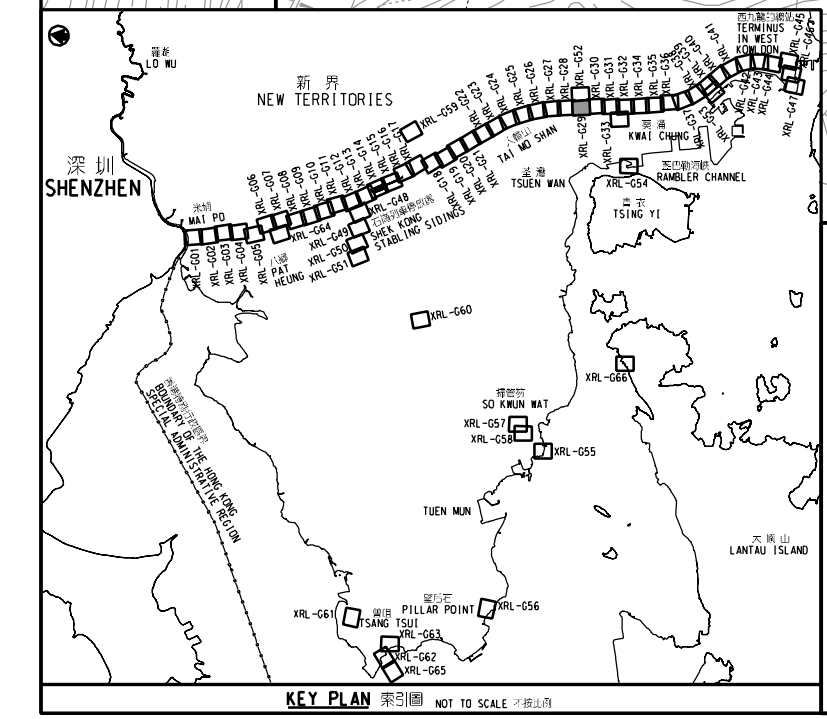 羅湖
LO WU
新 界
NEW TERRITORIES
深 圳
SHENZHEN
米埔
MAI PO
西九龍總站
TERMINUS
IN WEST
KOWLOON
XRL-G01
XRL-G02
XRL-G03
XRL-G04
XRL-G05
XRL-G06
XRL-G07
XRL-G08
XRL-G09
XRL-G10
XRL-G11
XRL-G12
XRL-G13
XRL-G14
XRL-G15
XRL-G16
XRL-G17
XRL-G59
XRL-G18
XRL-G19
XRL-G20
XRL-G21
XRL-G22
XRL-G23
XRL-G24
XRL-G25
XRL-G26
XRL-G27
XRL-G28
XRL-G52
XRL-G29
XRL-G30
XRL-G31
XRL-G32
XRL-G33
XRL-G34
XRL-G35
XRL-G36
XRL-G37
XRL-G38
XRL-G39
XRL-G40
XRL-G41
XRL-G53
XRL-G42
XRL-G43
XRL-G44
XRL-G45
XRL-G46
XRL-G47
大帽山
TAI MO SHAN
葵涌
KWAI CHUNG
荃灣
TSUEN WAN
XRL-G54
藍巴勒海峽
RAMBLER CHANNEL
青衣
TSING YI
XRL-G64
XRL-G48
XRL-G49
XRL-G50
XRL-G51
石崗列車停放處
SHEK KONG
STABLING SIDINGS
八鄉
PAT
HEUNG
XRL-G60
XRL-G66
香港特別行政區界
BOUNDARY OF THE HONG KONG
SPECIAL ADMINISTRATIVE REGION
掃管笏
SO KWUN WAT
XRL-G57
XRL-G58
XRL-G55
TUEN MUN
大嶼山
LANTAU ISLAND
望后石
PILLAR POINT
XRL-G56
XRL-G61
曾咀
TSANG TSUI
XRL-G63
XRL-G62
XRL-G65
KEY PLAN 索引圖 NOT TO SCALE 不按比例